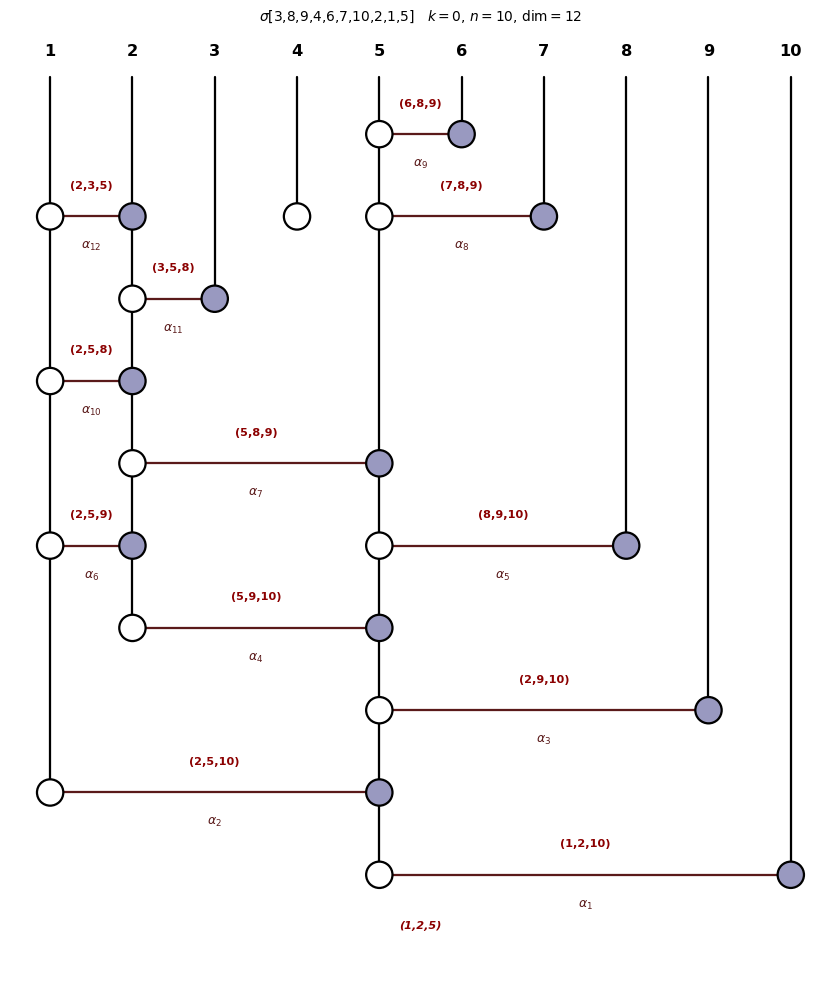 σ[3,8,9,4,6,7,10,2,1,5] k=0, n=10, dim=12
1 2 3 4 5 6 7 8 9 10
(6,8,9)
α₉
(2,3,5) (7,8,9)
α₁₂ α₈
(3,5,8)
α₁₁
(2,5,8)
α₁₀
(5,8,9)
α₇
(2,5,9) (8,9,10)
α₆ α₅
(5,9,10)
α₄
(2,9,10)
α₃
(2,5,10)
α₂
(1,2,10)
α₁
(1,2,5)